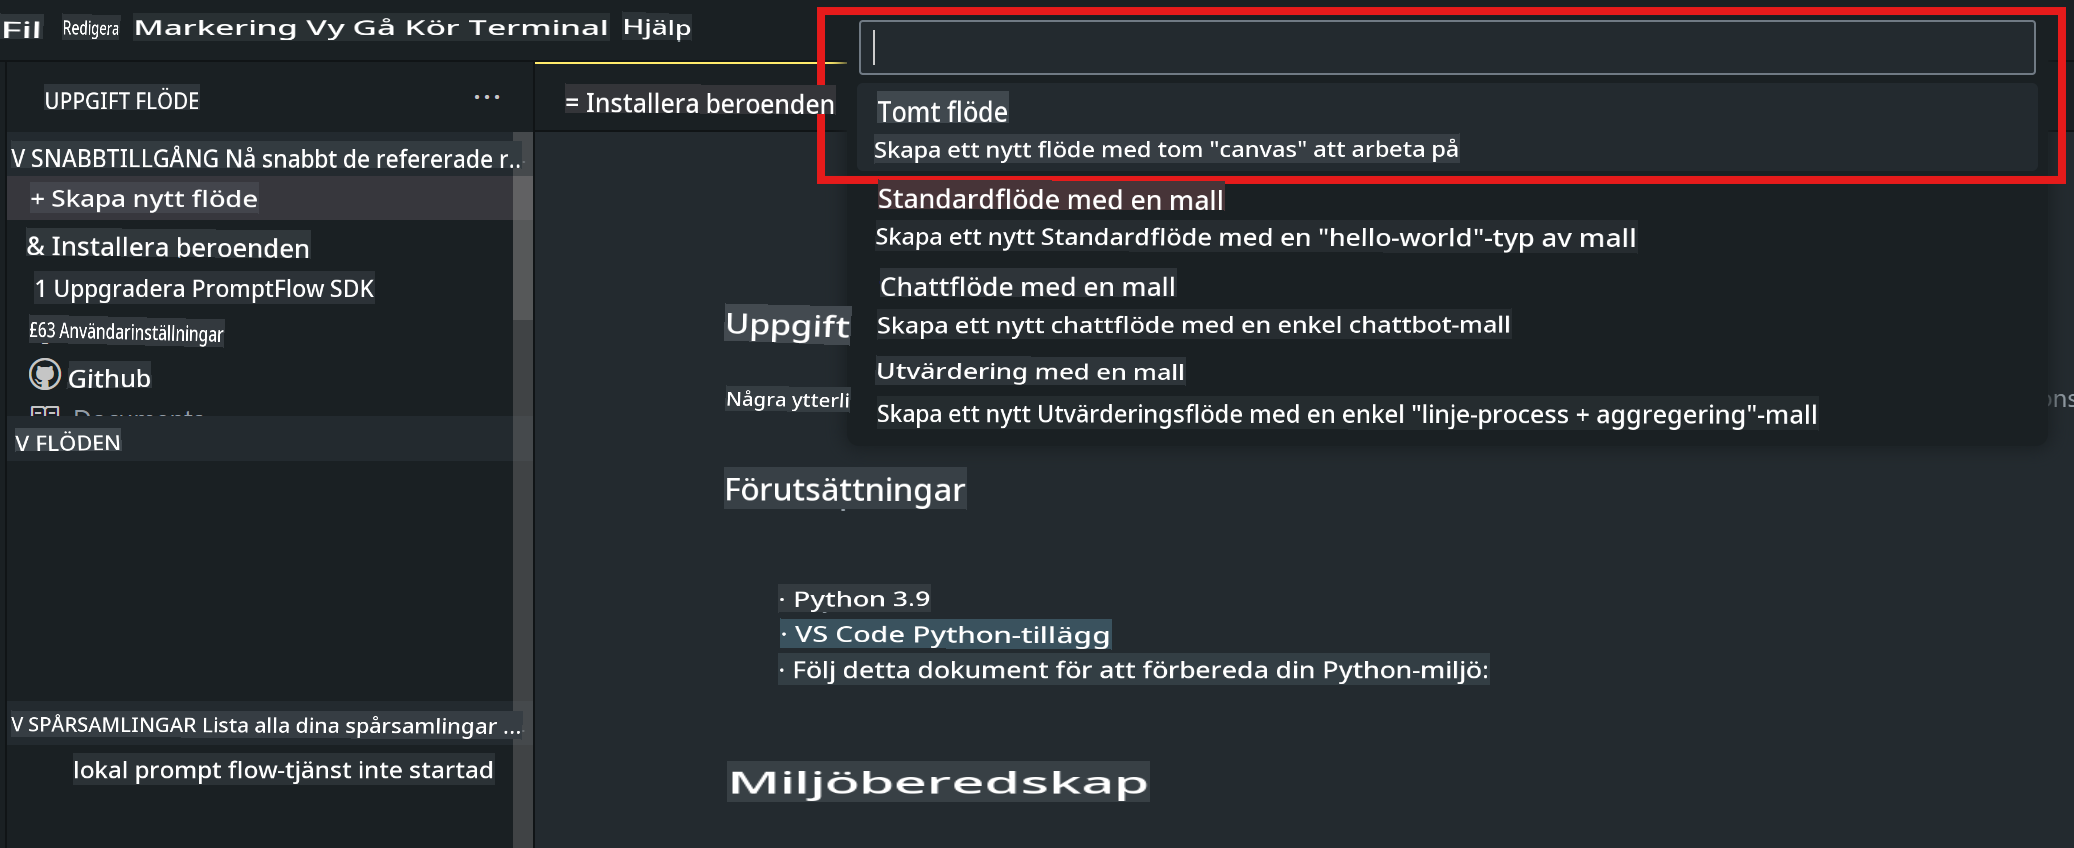 Fil Redigera Markering Vy Gå Kör Terminal Hjälp
UPPGIFT FLÖDE ...
V SNABBTILLGÅNG Nå snabbt de refererade r..
+ Skapa nytt flöde
& Installera beroenden
1 Uppgradera PromptFlow SDK
£63 Användarinställningar
Github
Documents
V FLÖDEN
V SPÅRSAMLINGAR Lista alla dina spårsamlingar ...
lokal prompt flow-tjänst inte startad
= Installera beroenden
Tomt flöde
Skapa ett nytt flöde med tom "canvas" att arbeta på
Standardflöde med en mall
Skapa ett nytt Standardflöde med en "hello-world"-typ av mall
Chattflöde med en mall
Skapa ett nytt chattflöde med en enkel chattbot-mall
Utvärdering med en mall
Skapa ett nytt Utvärderingsflöde med en enkel "linje-process + aggregering"-mall
Uppgift
Några ytterli
Förutsättningar
· Python 3.9
· VS Code Python-tillägg
· Följ detta dokument för att förbereda din Python-miljö:
Miljöberedskap